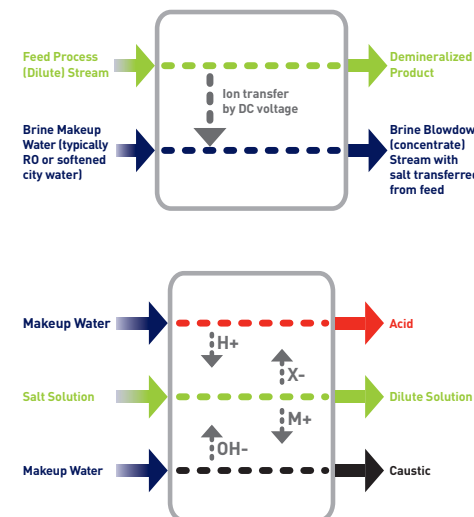 Feed Process
(Dilute) Stream
Demineralized
Product
Ion transfer
by DC voltage
Brine Makeup
Water (typically
RO or softened
city water)
Brine Blowdow
(concentrate)
Stream with
salt transferred
from feed
Makeup Water
Acid
H+
X-
Salt Solution
Dilute Solution
M+
OH-
Makeup Water
Caustic